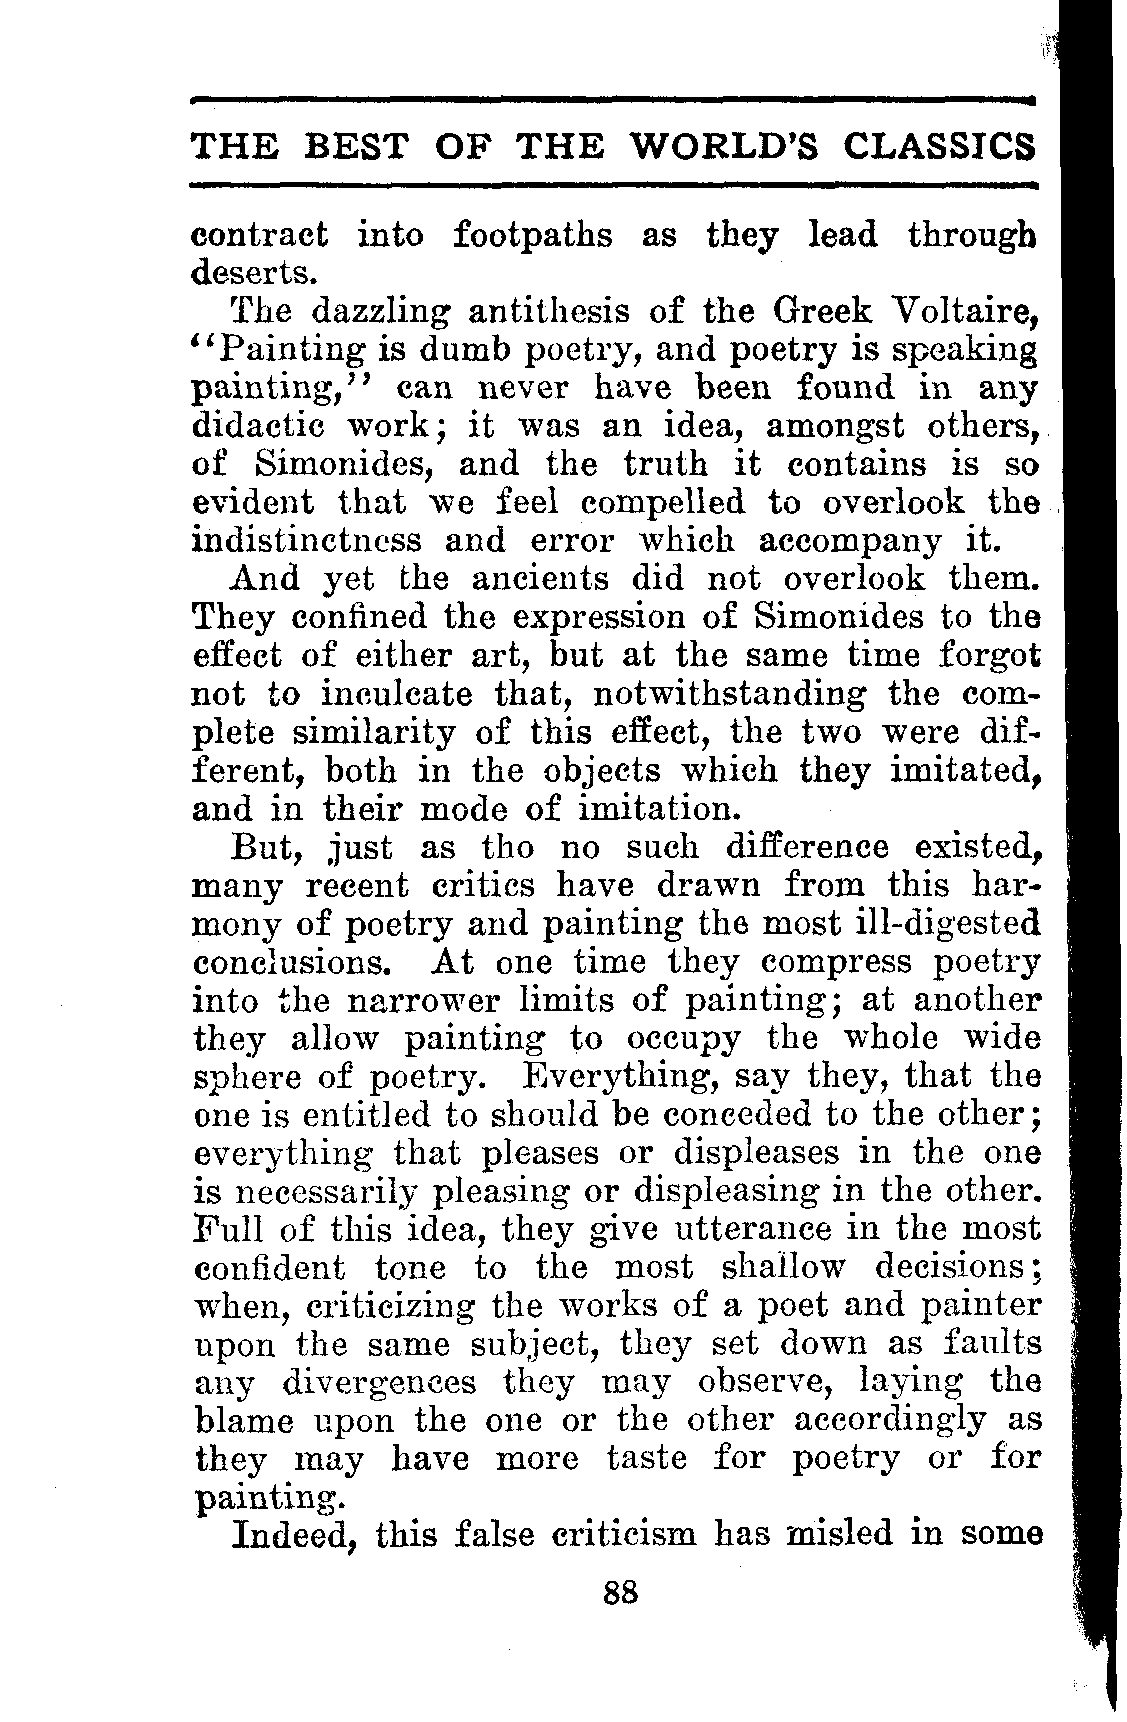 THE BEST OF THE WORLD'S CLASSICS
contract into footpaths as they lead through
deserts.
The dazzling antithesis of the Greek Voltaire,
"Painting is dumb poetry, and poetry is speaking
painting," can never have been found in any
didactic work; it was an idea, amongst others,
of Simonides, and the truth it contains is so
evident that we feel compelled to overlook the
indistinctness and error which accompany it.
And yet the ancients did not overlook them.
They confined the expression of Simonides to the
effect of either art, but at the same time forgot
not to inculcate that, notwithstanding the com-
plete similarity of this effect, the two were dif-
ferent, both in the objects which they imitated,
and in their mode of imitation.
But, just as tho no such difference existed,
many recent critics have drawn from this har-
mony of poetry and painting the most ill-digested
conclusions. At one time they compress poetry
into the narrower limits of painting; at another
they allow painting to occupy the whole wide
sphere of poetry. Everything, say they, that the
one is entitled to should be conceded to the other;
everything that pleases or displeases in the one
is necessarily pleasing or displeasing in the other.
Full of this idea, they give utterance in the most
confident tone to the most shallow decisions;
when, criticizing the works of a poet and painter
upon the same subject, they set down as faults
any divergences they may observe, laying the
blame upon the one or the other accordingly as
they may have more taste for poetry or for
painting.
Indeed, this false criticism has misled in some
88